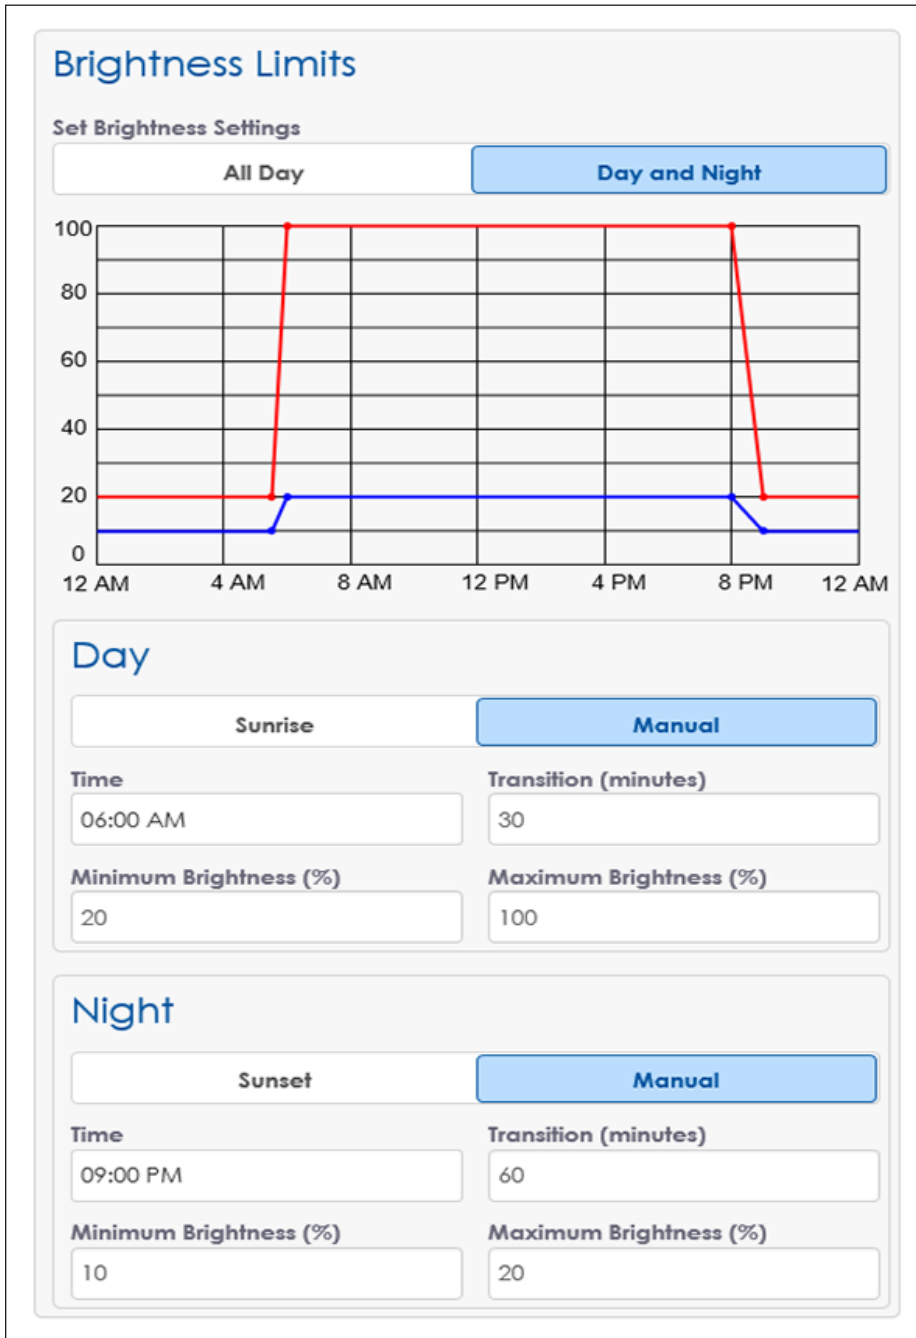 Brightness Limits
Set Brightness Settings
All Day Day and Night
100
80
60
40
20
0
12 AM 4 AM 8 AM 12 PM 4 PM 8 PM 12 AM
Day
Sunrise Manual
Time Transition (minutes)
06:00 AM 30
Minimum Brightness (%) Maximum Brightness (%)
20 100
Night
Sunset Manual
Time Transition (minutes)
09:00 PM 60
Minimum Brightness (%) Maximum Brightness (%)
10 20